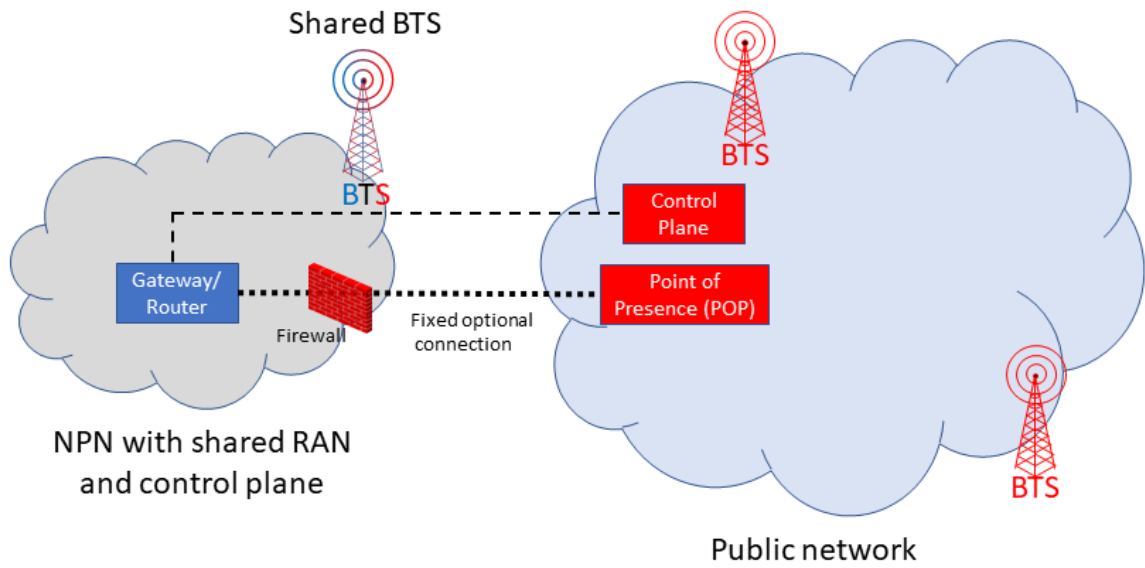 Shared BTS
BTS
BTS
Control
Plane
Gateway/
Router
Point of
Presence (POP)
Firewall
Fixed optional
connection
NPN with shared RAN
and control plane
BTS
Public network